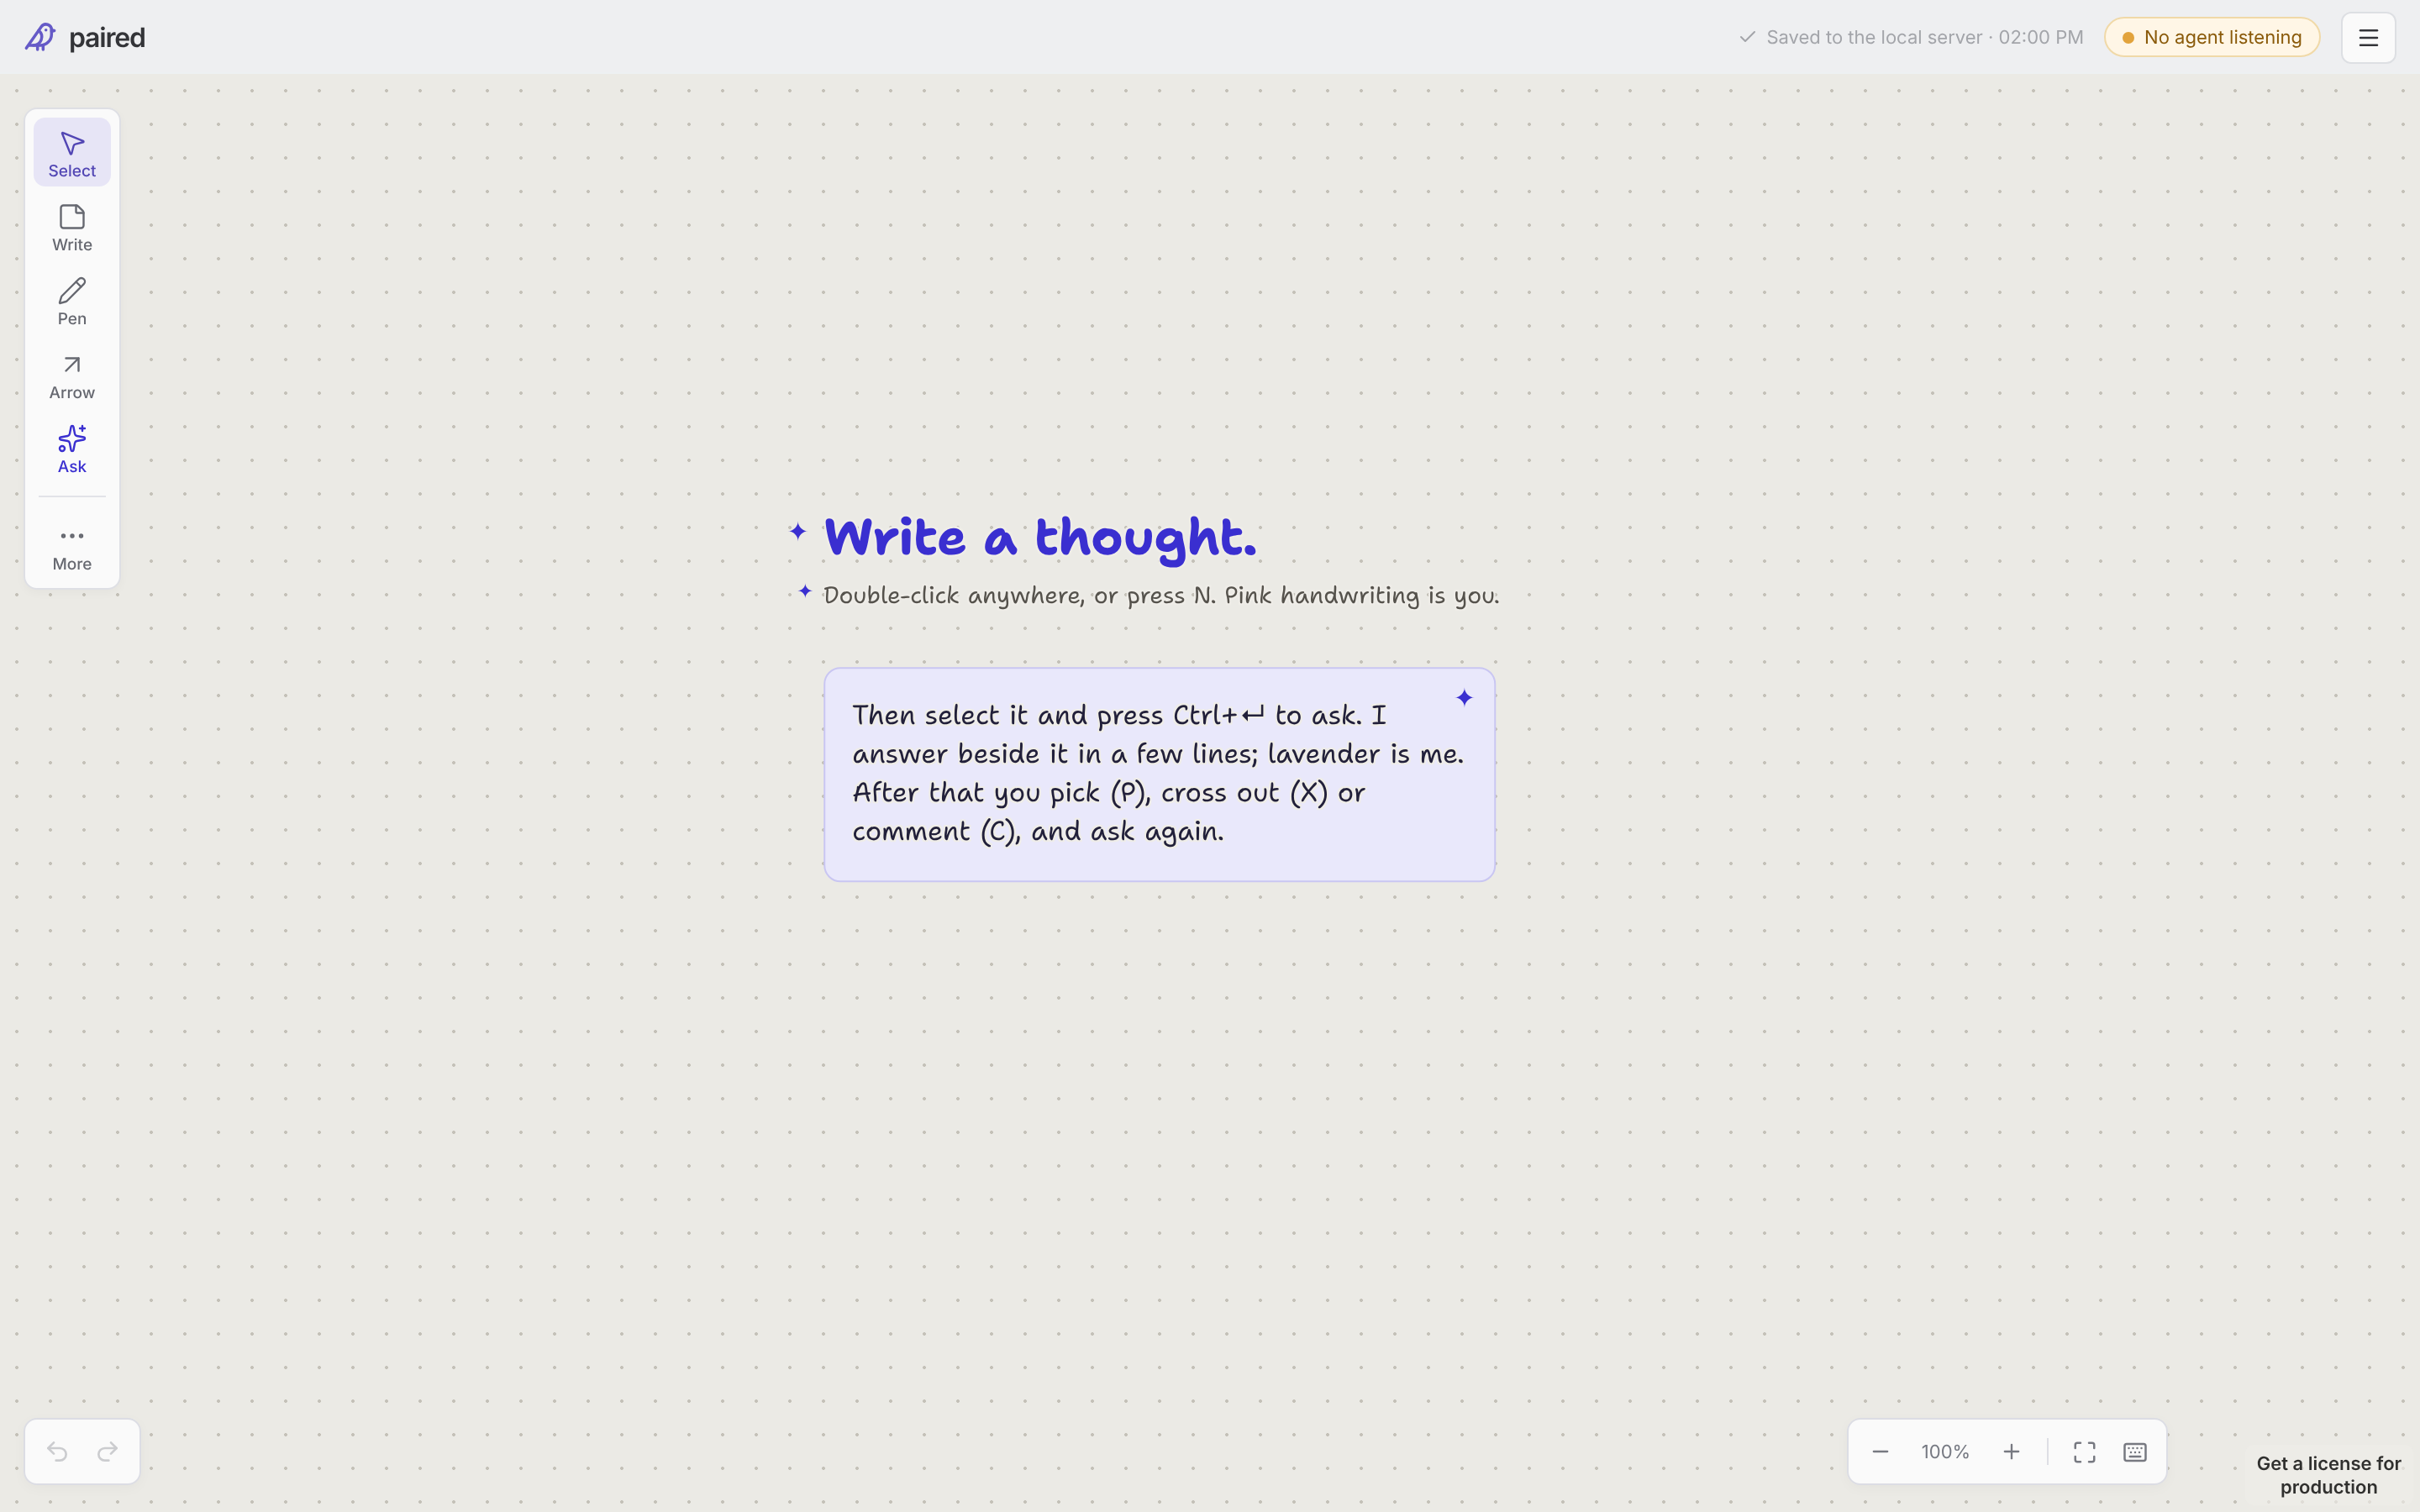 paired
Saved to the local server · 02:00 PM
No agent listening
Select
Write
Pen
Arrow
Ask
More
Write a thought.
Double-click anywhere, or press N. Pink handwriting is you.
Then select it and press Ctrl+↵ to ask. I
answer beside it in a few lines; lavender is me.
After that you pick (P), cross out (X) or
comment (C), and ask again.
100%
Get a license for
production